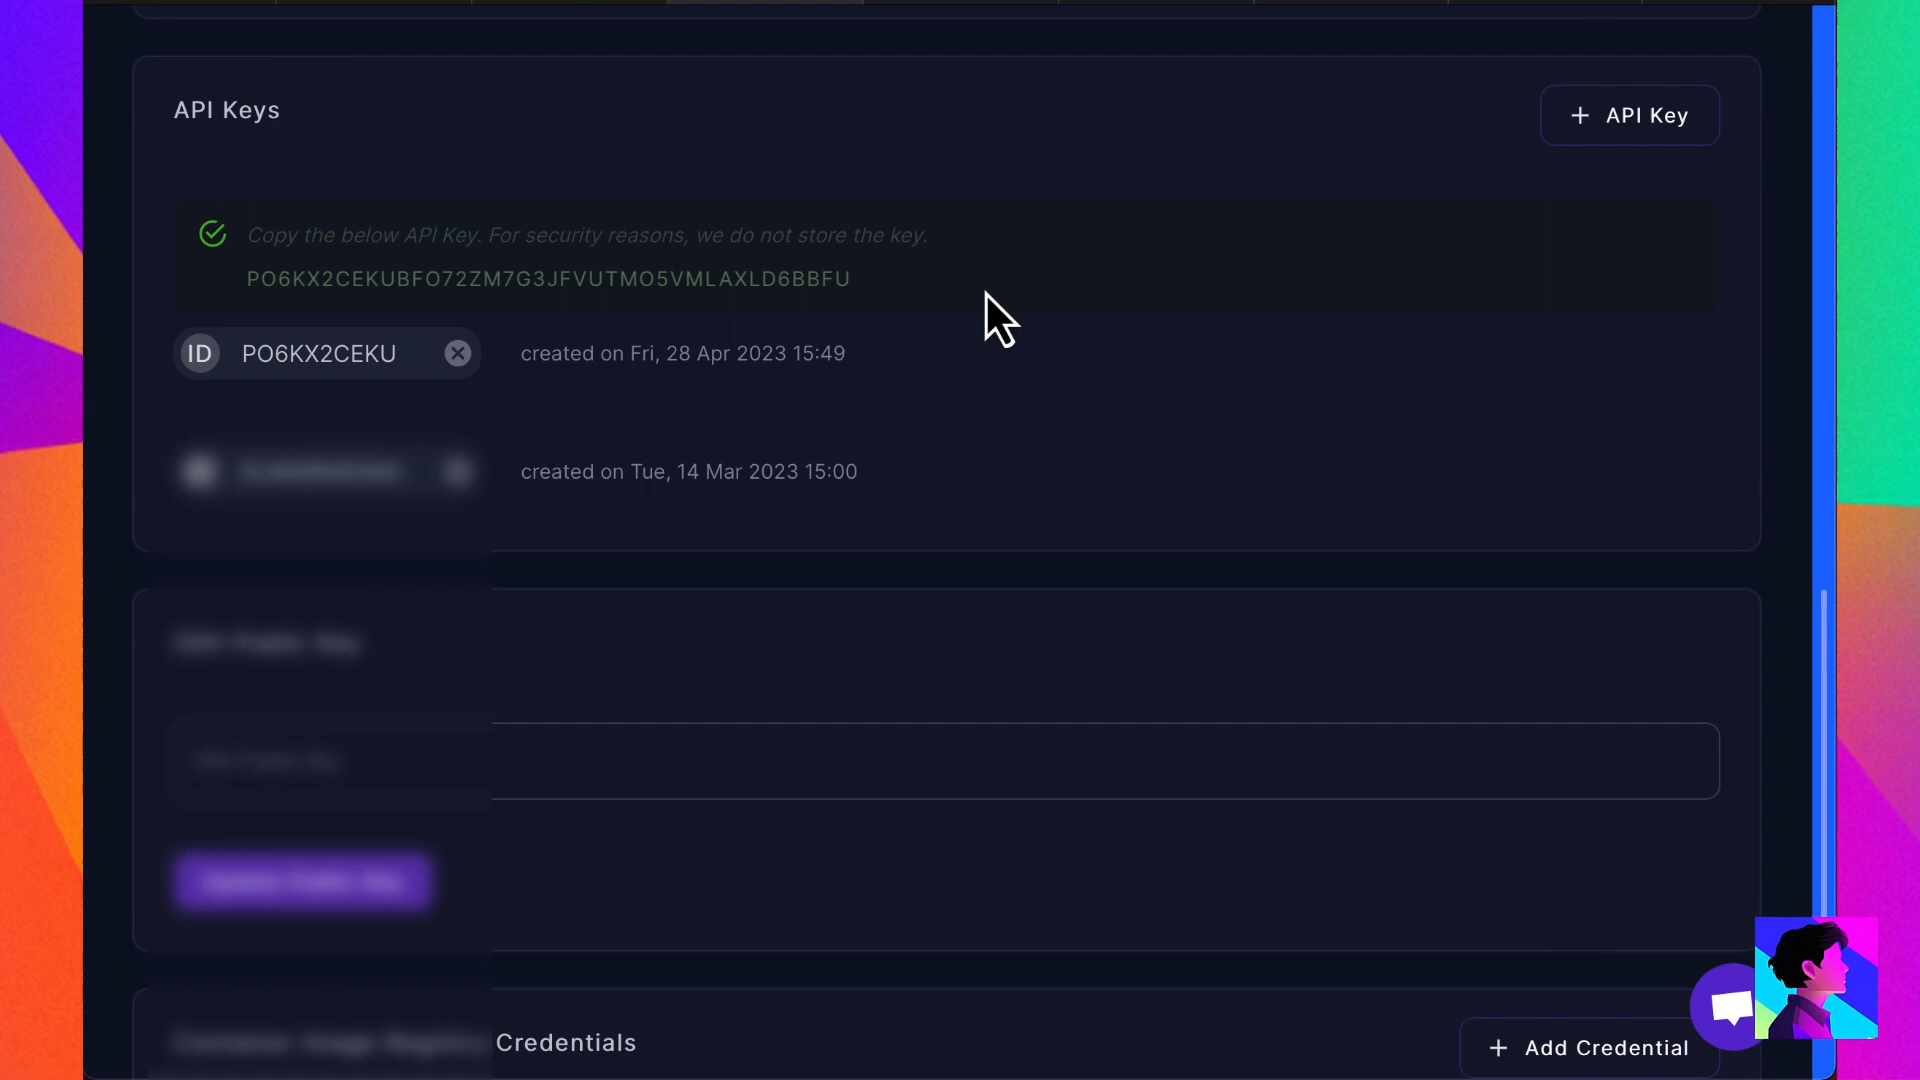 API Keys
+ API Key
Copy the below API Key. For security reasons, we do not store the key.
PO6KX2CEKUBFO72ZM7G3JFVUTMO5VMLAXLD6BBFU
ID PO6KX2CEKU created on Fri, 28 Apr 2023 15:49
created on Tue, 14 Mar 2023 15:00
Credentials
+ Add Credential